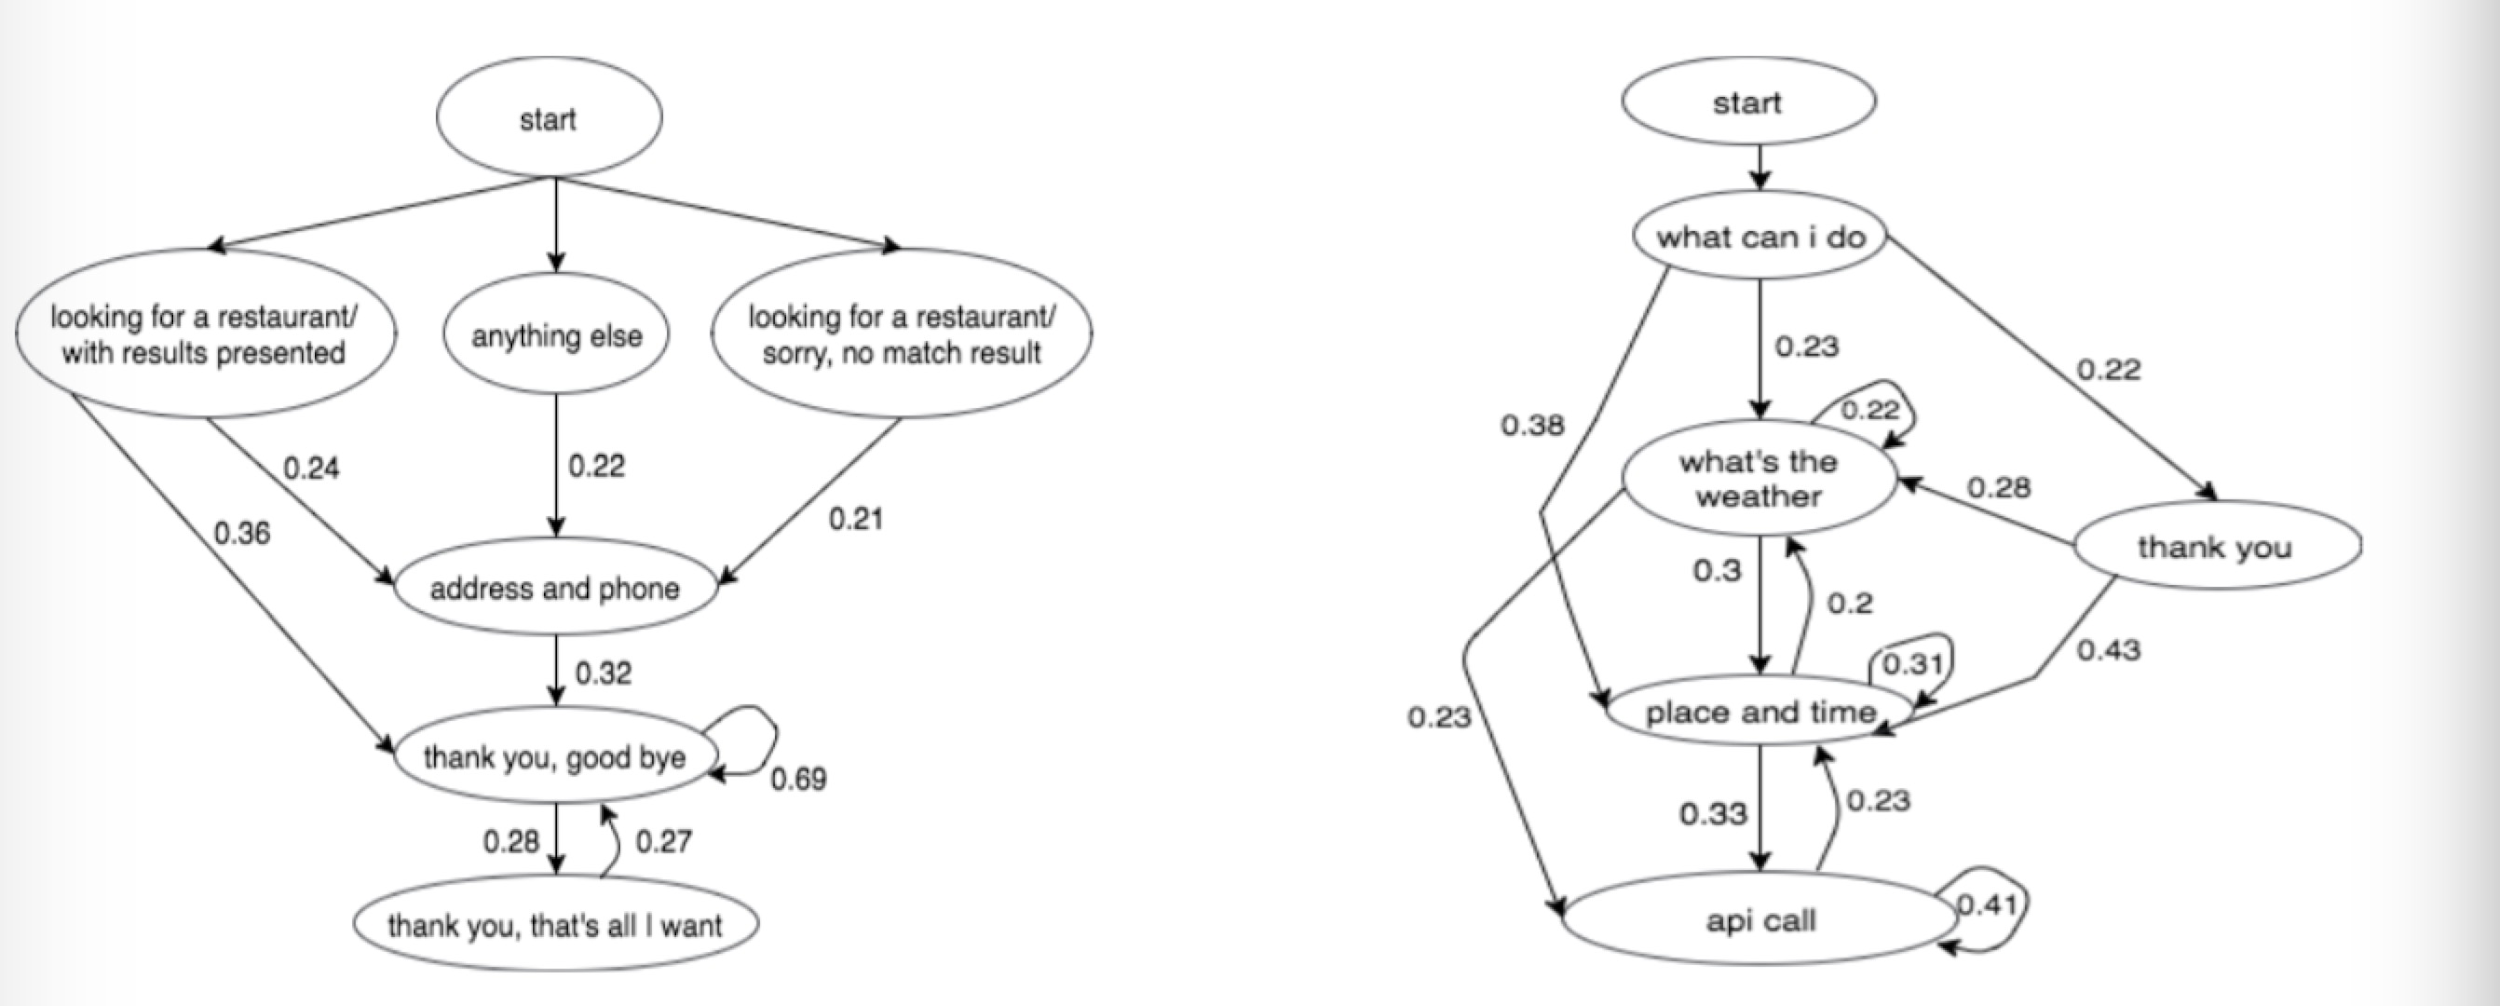 start
looking for a restaurant/
with results presented
anything else
looking for a restaurant/
sorry, no match result
0.24
0.22
0.36
0.21
address and phone
0.32
thank you, good bye
0.69
0.28
0.27
thank you, that's all I want
start
what can i do
0.23
0.22
0.38
0.22
what's the
weather
0.28
thank you
0.3
0.2
0.31
0.43
place and time
0.23
0.33
0.23
api call
0.41